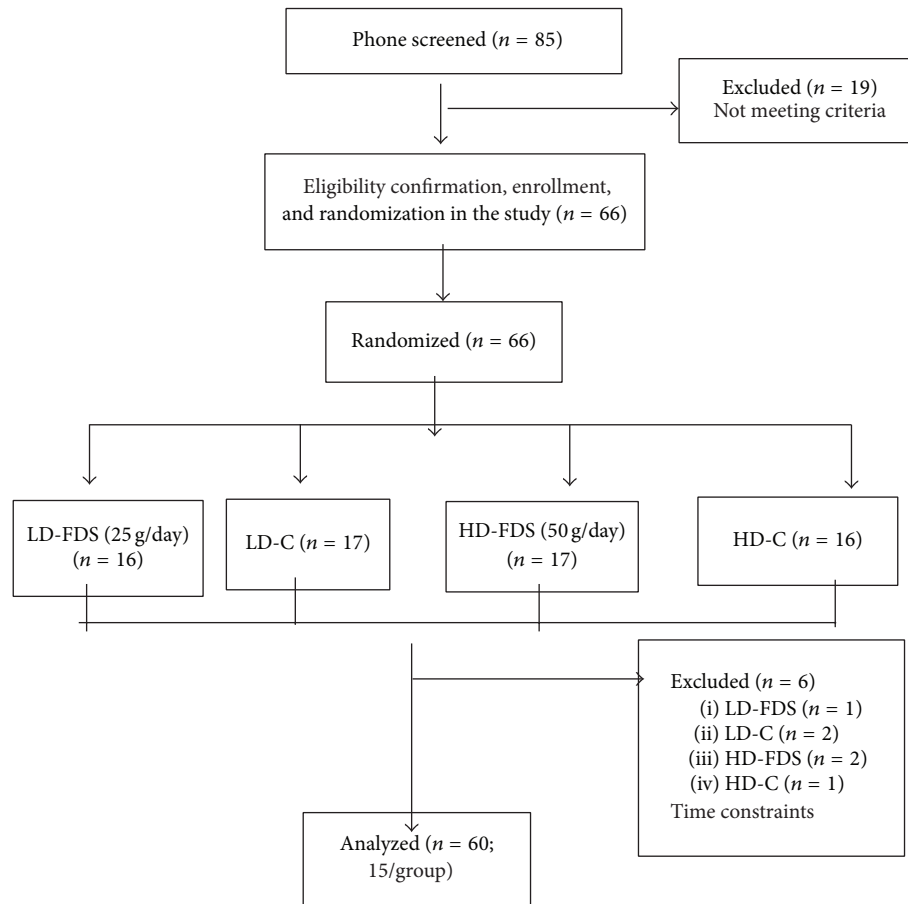 Phone screened (n = 85)
Excluded (n = 19)
Not meeting criteria
Eligibility confirmation, enrollment,
and randomization in the study (n = 66)
Randomized (n = 66)
LD-FDS (25 g/day)
(n = 16)
LD-C (n = 17)
HD-FDS (50 g/day)
(n = 17)
HD-C (n = 16)
Excluded (n = 6)
(i) LD-FDS (n = 1)
(ii) LD-C (n = 2)
(iii) HD-FDS (n = 2)
(iv) HD-C (n = 1)
Time constraints
Analyzed (n = 60;
15/group)